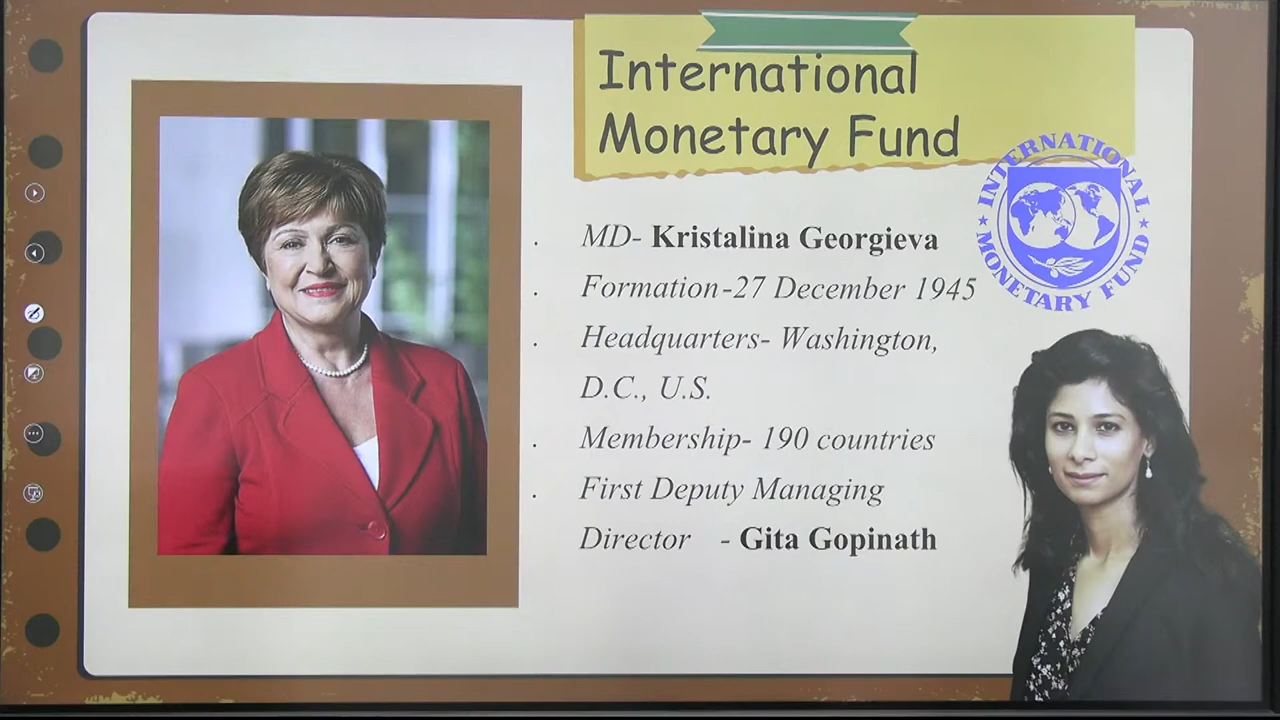 International
Monetary Fund
INTERNATIONAL MONETARY FUND
MD- Kristalina Georgieva
Formation-27 December 1945
Headquarters- Washington,
D.C., U.S.
Membership- 190 countries
First Deputy Managing
Director - Gita Gopinath